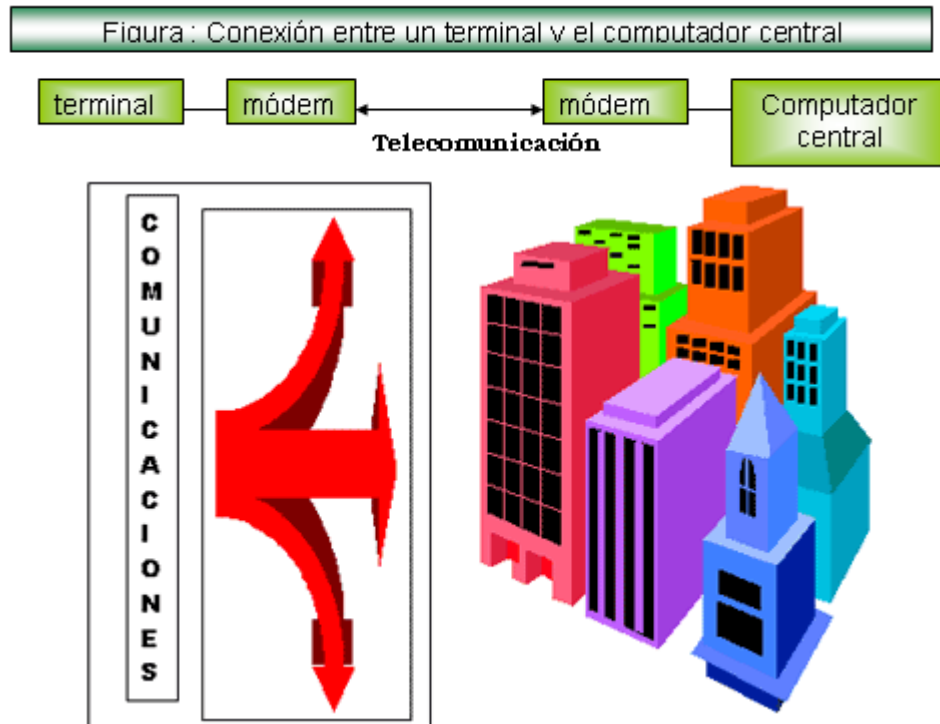 Figura : Conexión entre un terminal y el computador central
terminal
módem
módem
Computador
central
Telecomunicación
COMUNICACIONES